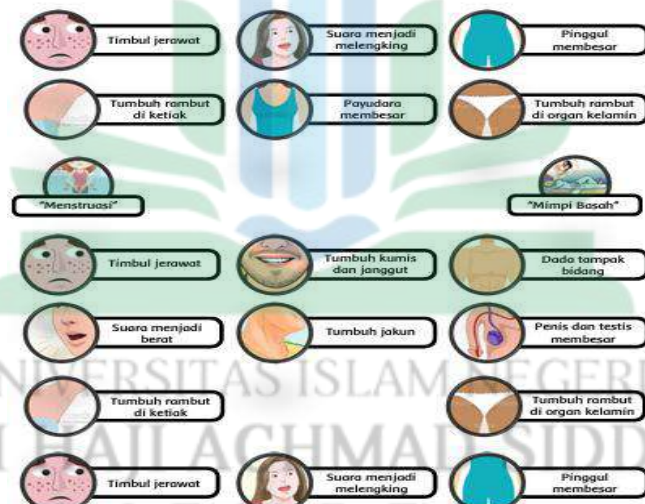 Timbul jerawat
Suara menjadi
melengking
Pinggul
membesar
Tumbuh rambut
di ketiak
Payudara
membesar
Tumbuh rambut
di organ kelamin
"Menstruasi"
"Mimpi Basah"
Timbul jerawat
Tumbuh kumis
dan janggut
Dada tampak
bidang
Suara menjadi
berat
Tumbuh jakun
Penis dan testis
membesar
UNIVERSITAS ISLAM NEGERI
Tumbuh rambut
di ketiak
Tumbuh rambut
di organ kelamin
HAJI ACHMAD SIDD
Timbul jerawat
Suara menjadi
melengking
Pinggul
membesar